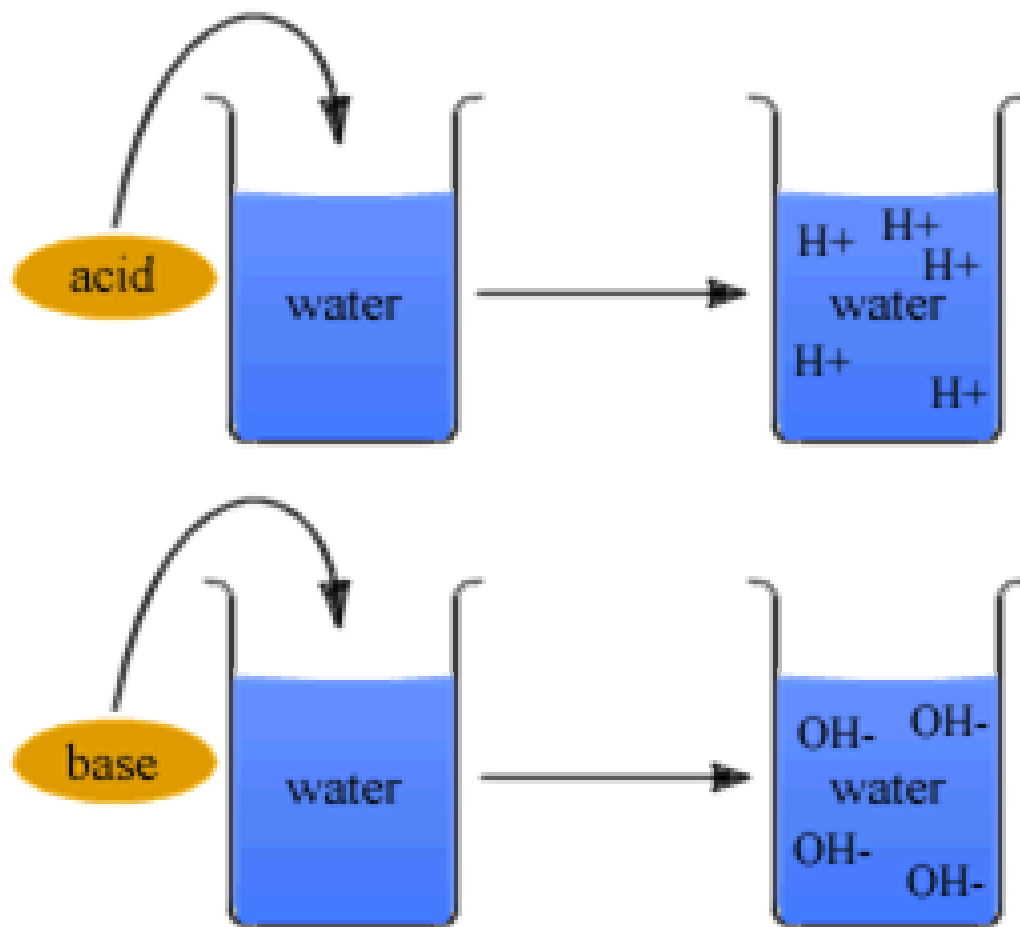 acid
water
H+
H+
H+
water
H+
H+
base
water
OH-
OH-
water
OH-
OH-